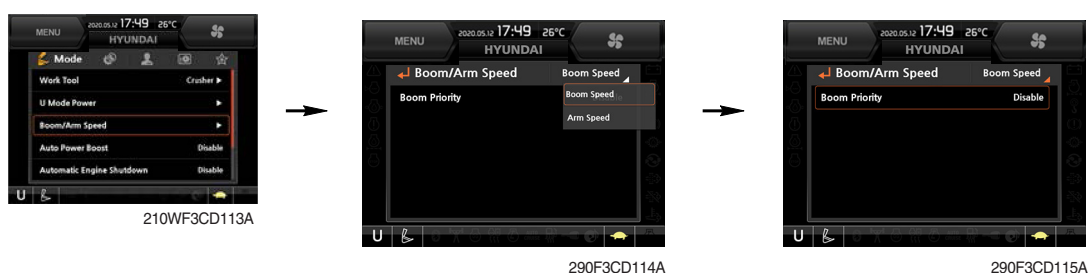 MENU
2020.05.12 17:49 26°C
HYUNDAI
Mode
Work Tool Crusher ▶
U Mode Power ▶
Boom/Arm Speed ▶
Auto Power Boost Disable
Automatic Engine Shutdown Disable
U
210WF3CD113A
MENU
2020.05.12 17:49 26°C
HYUNDAI
Boom/Arm Speed Boom Speed
Boom Priority
Boom Speed
Arm Speed
U
290F3CD114A
MENU
2020.05.12 17:49 26°C
HYUNDAI
Boom/Arm Speed Boom Speed
Boom Priority Disable
U
290F3CD115A